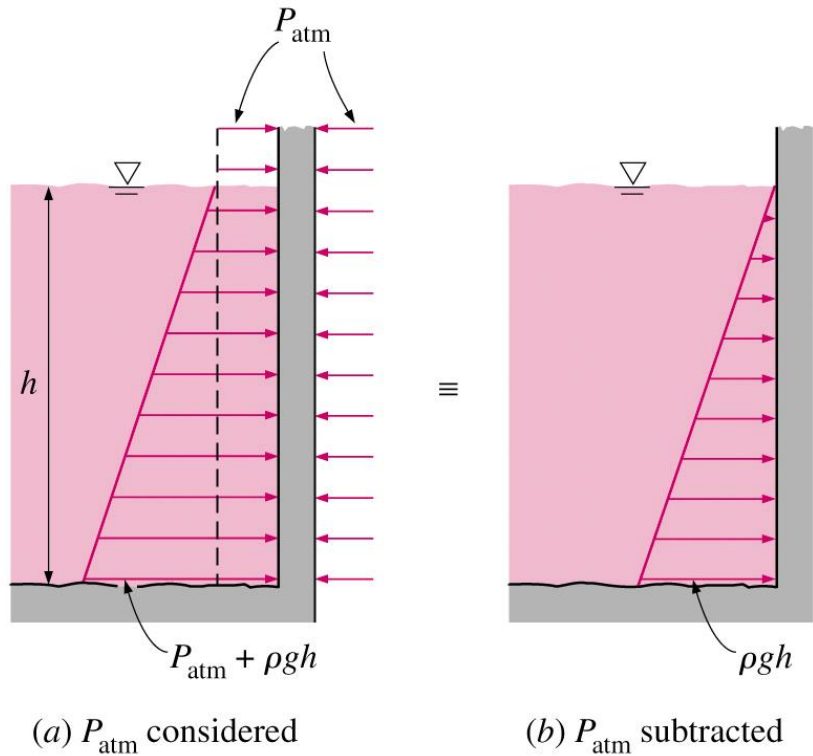 P_atm
h
≡
P_atm + ρgh
ρgh
(a) P_atm considered
(b) P_atm subtracted